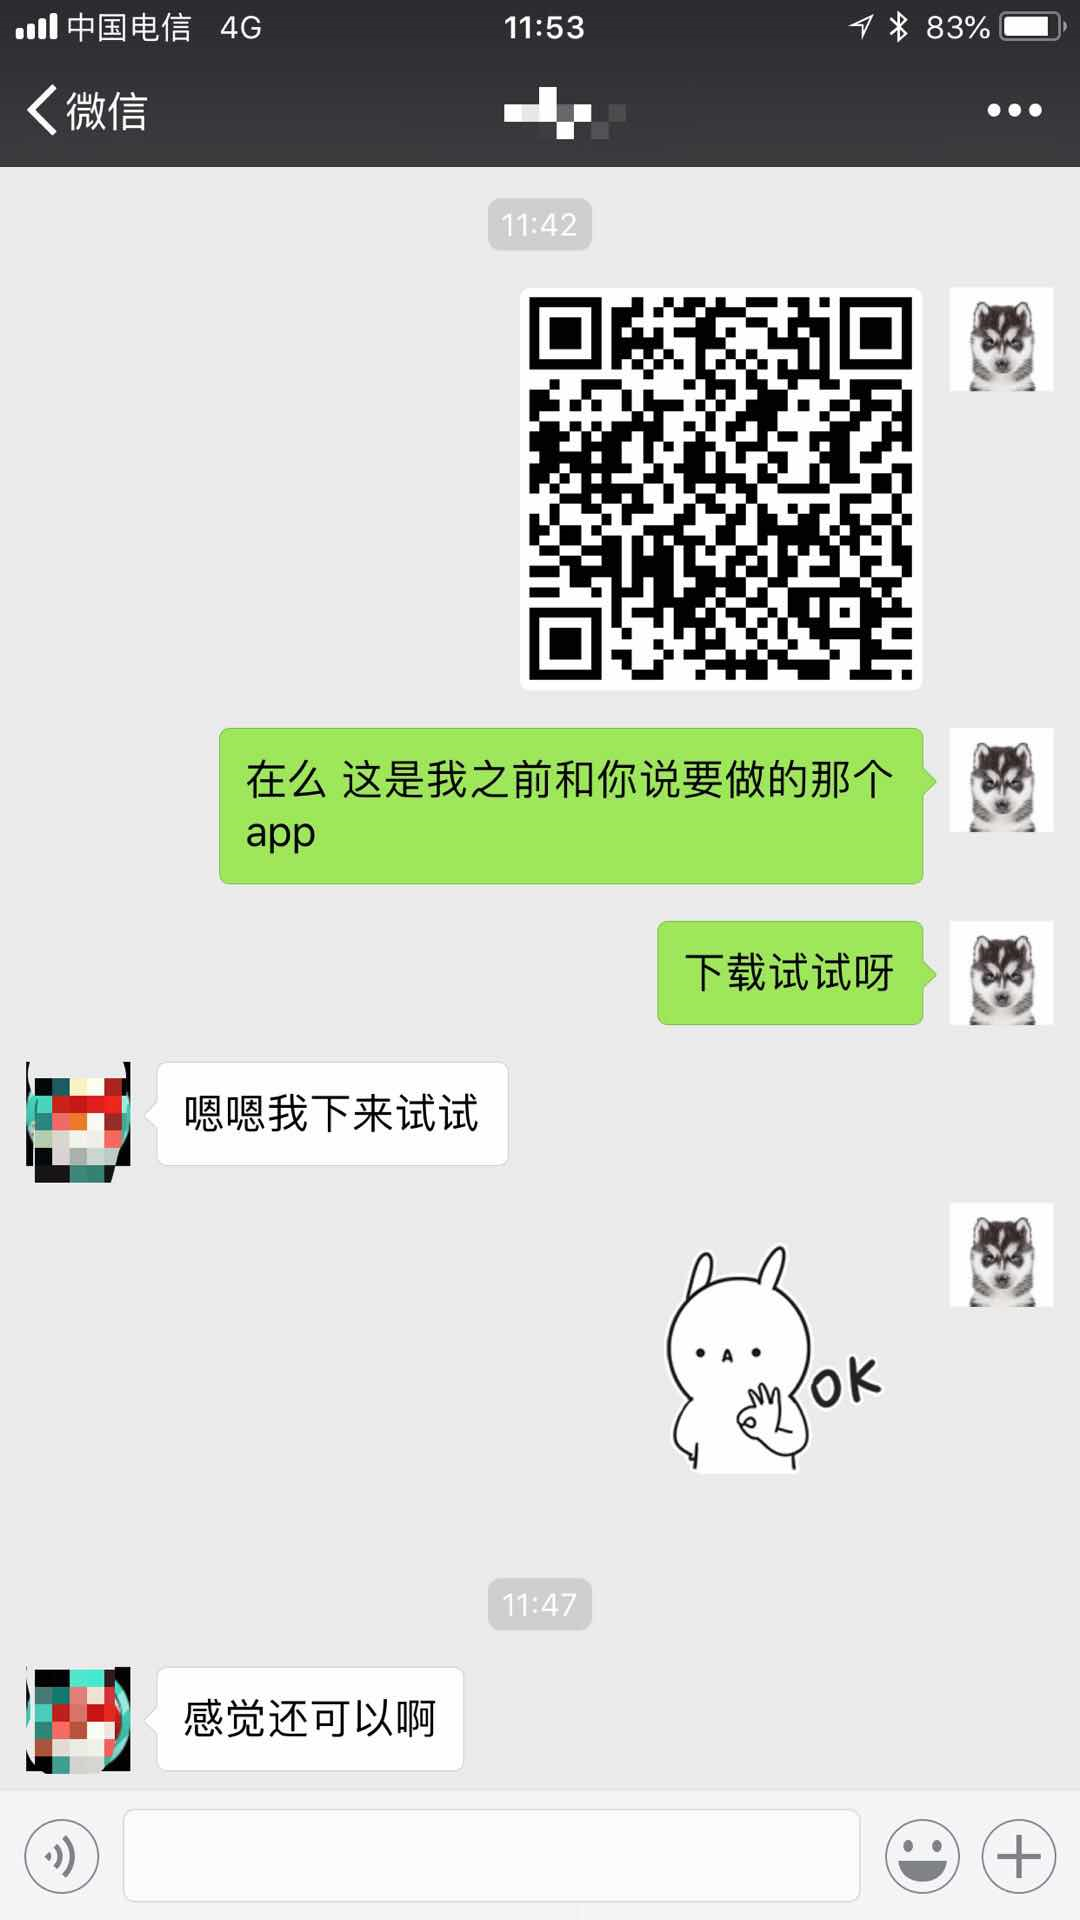 中国电信 4G 11:53 83%
微信
11:42
在么 这是我之前和你说要做的那个
app
下载试试呀
嗯嗯我下来试试
OK
11:47
感觉还可以啊